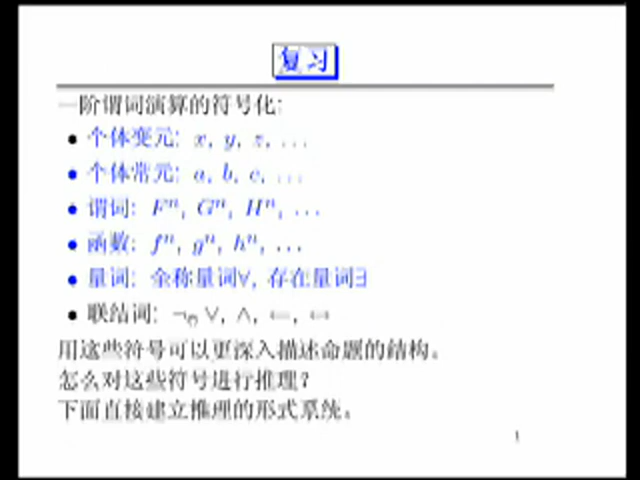 复习
一阶谓词演算的符号化:
• 个体变元: x, y, z, ...
• 个体常元: a, b, c, ...
• 谓词: Fⁿ, Gⁿ, Hⁿ, ...
• 函数: fⁿ, gⁿ, hⁿ, ...
• 量词: 全称量词∀, 存在量词∃
• 联结词: ¬, ∨, ∧, →, ↔
用这些符号可以更深入描述命题的结构。
怎么对这些符号进行推理?
下面直接建立推理的形式系统。
1